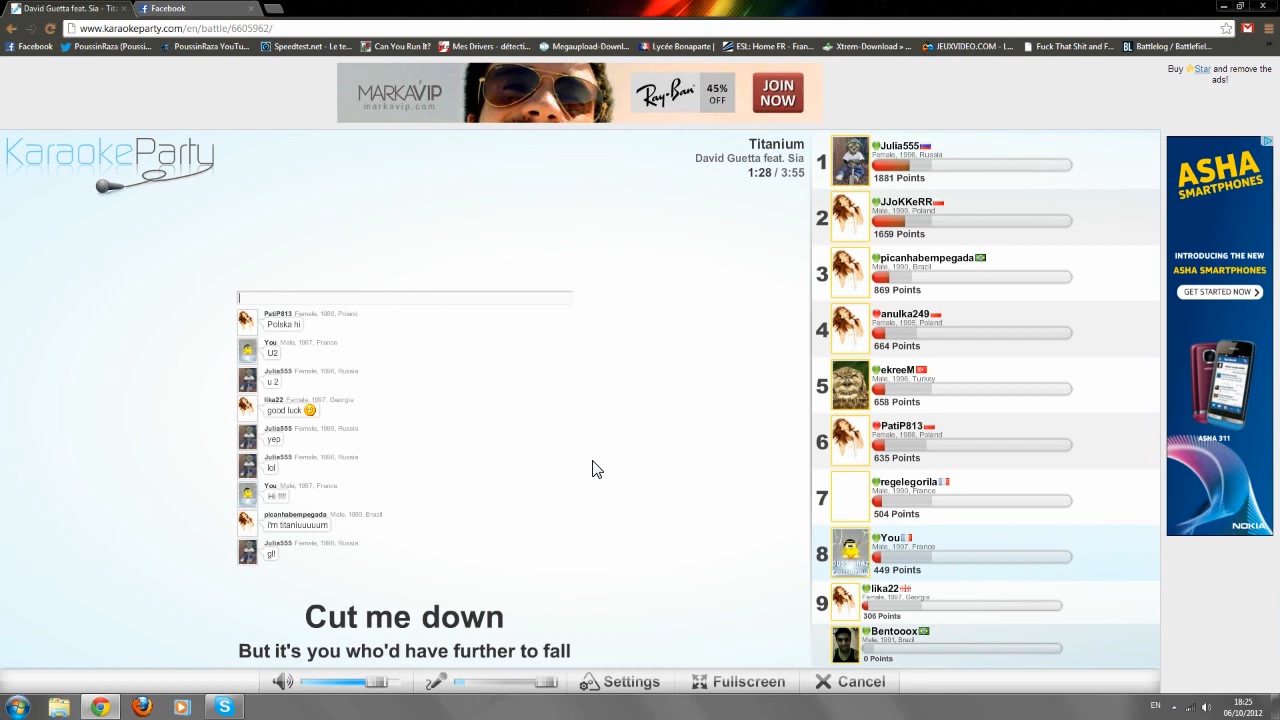 David Guetta feat. Sia - Tita
Facebook
www.karaokeparty.com/en/battle/6605962/
Facebook
PoussinRaza (Poussi...
PoussinRaza YouTu...
Speedtest.net - Le te...
Can You Run It?
Mes Drivers - détecti...
Megaupload-Downl...
Lycée Bonaparte |
ESL: Home FR - Fran...
Xtrem-Download » ...
JEUXVIDEO.COM - L...
Fuck That Shit and F...
Battlelog / Battlefiel...
MARKAVIP
markavip.com
Ray-Ban
45%
OFF
JOIN
NOW
Buy Star and remove the
ads!
KaraokeParty
Titanium
David Guetta feat. Sia
1:28 / 3:55
PatiP813 Female, 1986, Poland
Polska hi
You Male, 1997, France
U2
Julia555 Female, 1996, Russia
u 2
lika22 Female, 1997, Georgia
good luck
Julia555 Female, 1996, Russia
yep
Julia555 Female, 1996, Russia
lol
You Male, 1997, France
Hi !!!!
picanhabempegada Male, 1990, Brazil
i'm titaniuuuuum
Julia555 Female, 1996, Russia
gl!
Cut me down
But it's you who'd have further to fall
1
Julia555
Female, 1996, Russia
1881 Points
2
JJoKKeRR
Male, 1999, Poland
1659 Points
3
picanhabempegada
Male, 1990, Brazil
869 Points
4
anulka249
Female, 1995, Poland
664 Points
5
ekreeM
Male, 1996, Turkey
658 Points
6
PatiP813
Female, 1986, Poland
635 Points
7
regelegorila
Male, 1990, France
504 Points
8
You
Male, 1997, France
449 Points
9
lika22
Female, 1997, Georgia
306 Points
Bentooox
Male, 1991, Brazil
0 Points
ASHA
SMARTPHONES
INTRODUCING THE NEW
ASHA SMARTPHONES
GET STARTED NOW
ASHA 311
NOKIA
Settings
Fullscreen
Cancel
EN
18:25
06/10/2012